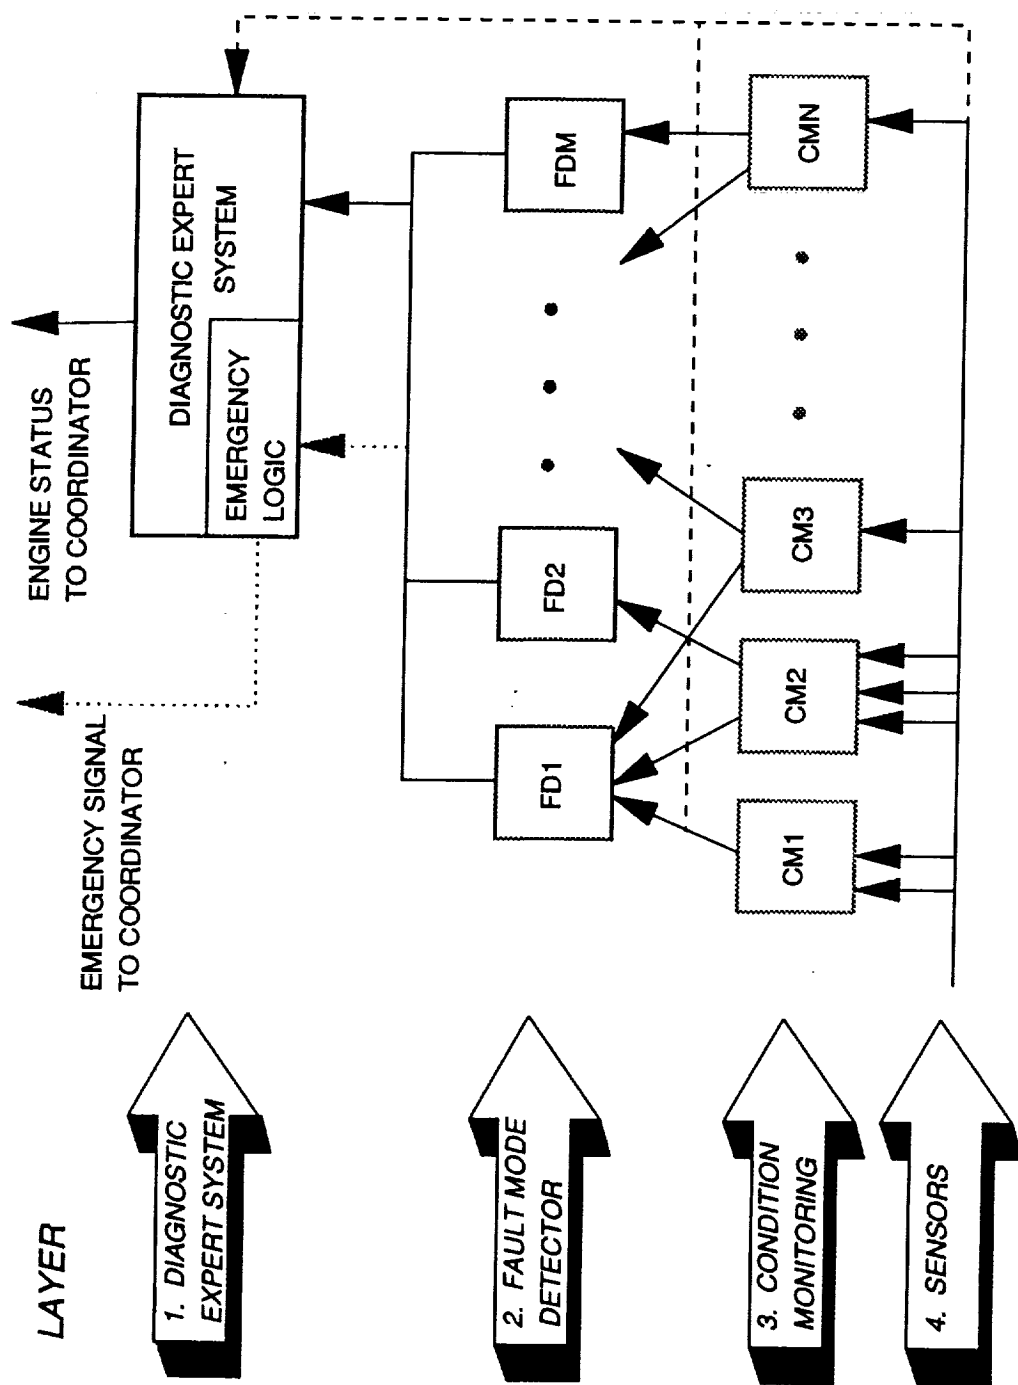 LAYER
1. DIAGNOSTIC
EXPERT SYSTEM
2. FAULT MODE
DETECTOR
3. CONDITION
MONITORING
4. SENSORS
EMERGENCY SIGNAL
TO COORDINATOR
ENGINE STATUS
TO COORDINATOR
DIAGNOSTIC EXPERT
SYSTEM
EMERGENCY
LOGIC
FD1
FD2
FDM
CM1
CM2
CM3
CMN